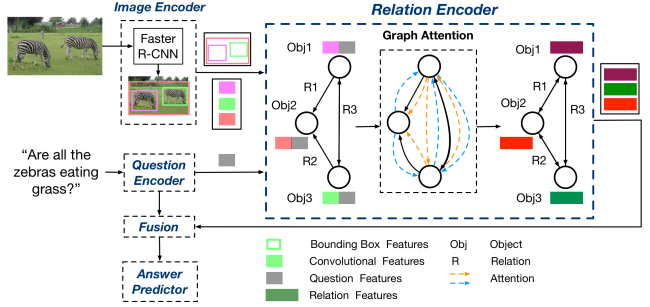 Image Encoder
Relation Encoder
Faster
R-CNN
Graph Attention
Obj1
R1
R3
Obj2
R2
Obj3
Obj1
R1
R3
Obj2
R2
Obj3
“Are all the
zebras eating
grass?”
Question
Encoder
Fusion
Answer
Predictor
Bounding Box Features
Convolutional Features
Question Features
Relation Features
Obj Object
R Relation
Attention